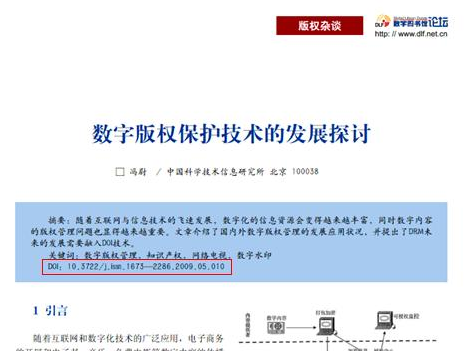 版权杂谈
数字图书馆论坛
DLF
http: // www.dlf.net.cn
数字版权保护技术的发展探讨
□ 冯尉 / 中国科学技术信息研究所 北京 100038
摘要：随着互联网与信息技术的飞速发展，数字化的信息资源会变得越来越丰富，同时数字内容
的版权管理问题也显得越来越重要。文章介绍了国内外数字版权管理的发展应用状况，并提出了DRM未
来的发展需要融入DOI技术。
关键词：数字版权管理、知识产权、网络电视、数字水印
DOI：10.3722/j.issn.1673—2286.2009.05.010
1 引言
随着互联网和数字化技术的广泛应用，电子商务
数字内容
打包加密
可授权监控